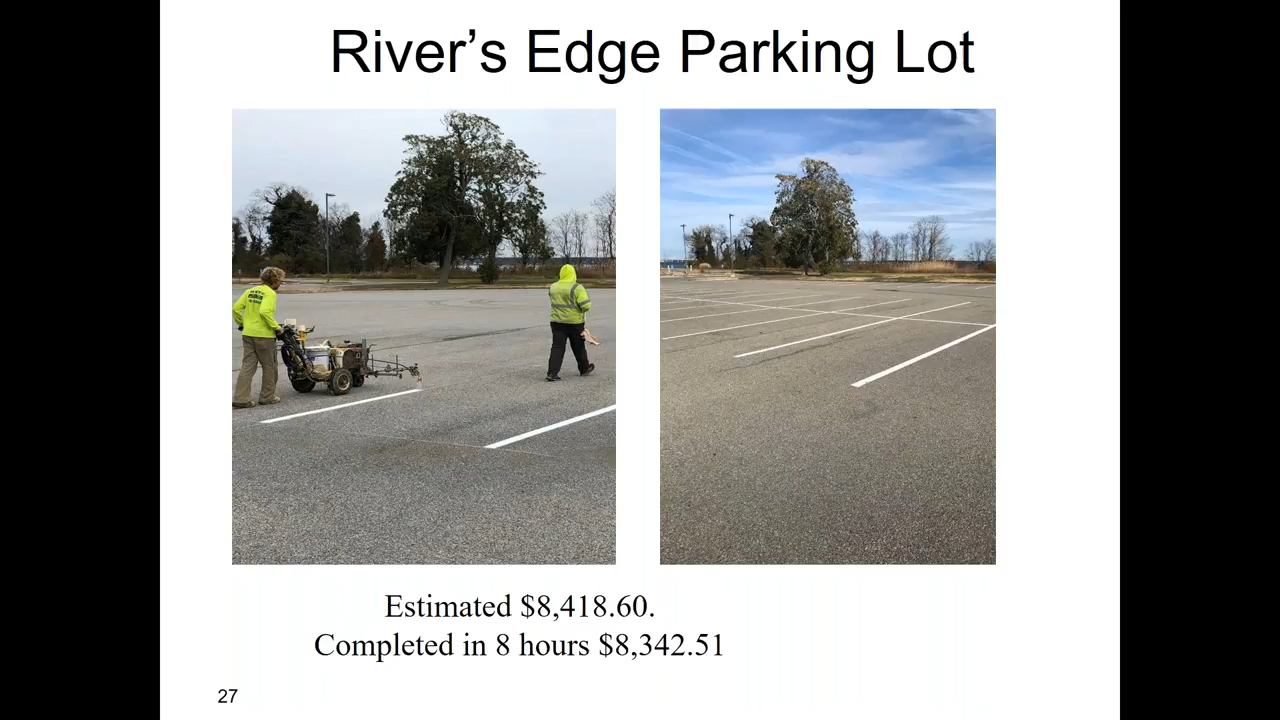 River’s Edge Parking Lot
Estimated $8,418.60.
Completed in 8 hours $8,342.51
27